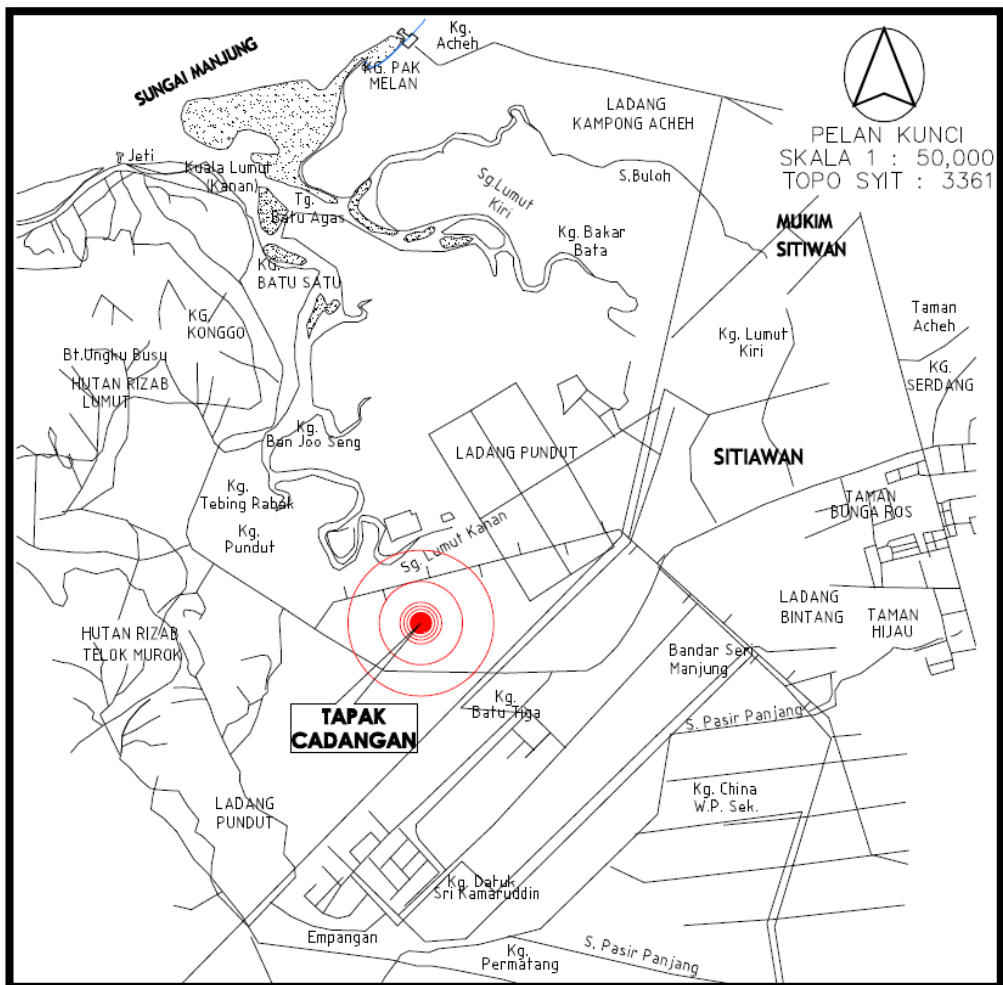 Kg.
Acheh
SUNGAI MANJUNG
KG. PAK
MELAN
LADANG
KAMPONG ACHEH
PELAN KUNCI
SKALA 1 : 50,000
TOPO SYIT : 3361
Jeti
Kuala Lumut
(Kanan)
Tg.
Batu Agas
Sg.Lumut
Kiri
S.Buloh
MUKIM
SITIWAN
Kg. Bakar
Bata
KG.
BATU SATU
KG.
KONGGO
Taman
Acheh
Kg. Lumut
Kiri
Bt.Ungku Busu
HUTAN RIZAB
LUMUT
KG.
SERDANG
Kg.
Ban Joo Seng
LADANG PUNDUT
SITIAWAN
Kg.
Tebing Rabak
TAMAN
BUNGA ROS
Kg.
Pundut
Sg. Lumut Kanan
LADANG
BINTANG
TAMAN
HIJAU
HUTAN RIZAB
TELOK MUROK
Bandar Seri
Manjung
Kg.
Batu Tiga
TAPAK
CADANGAN
S. Pasir Panjang
Kg. China
W.P. Sek.
LADANG
PUNDUT
Kg. Datuk
Sri Kamaruddin
Empangan
Kg.
Permatang
S. Pasir Panjang